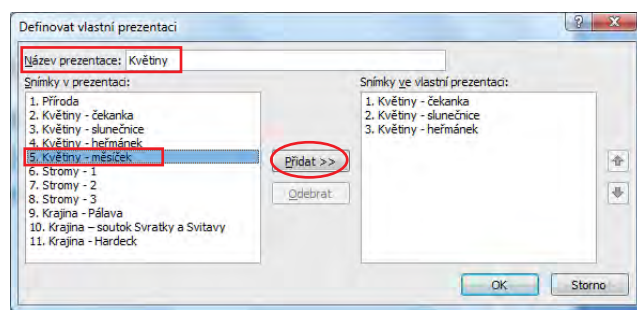 Definovat vlastní prezentaci
Název prezentace: Květiny
Snímky v prezentaci:
1. Příroda
2. Květiny - čekanka
3. Květiny - slunečnice
4. Květiny - heřmánek
5. Květiny - měsíček
6. Stromy - 1
7. Stromy - 2
8. Stromy - 3
9. Krajina - Pálava
10. Krajina – soutok Svratky a Svitavy
11. Krajina - Hardeck
Přidat >>
Odebrat
Snímky ve vlastní prezentaci:
1. Květiny - čekanka
2. Květiny - slunečnice
3. Květiny - heřmánek
OK
Storno